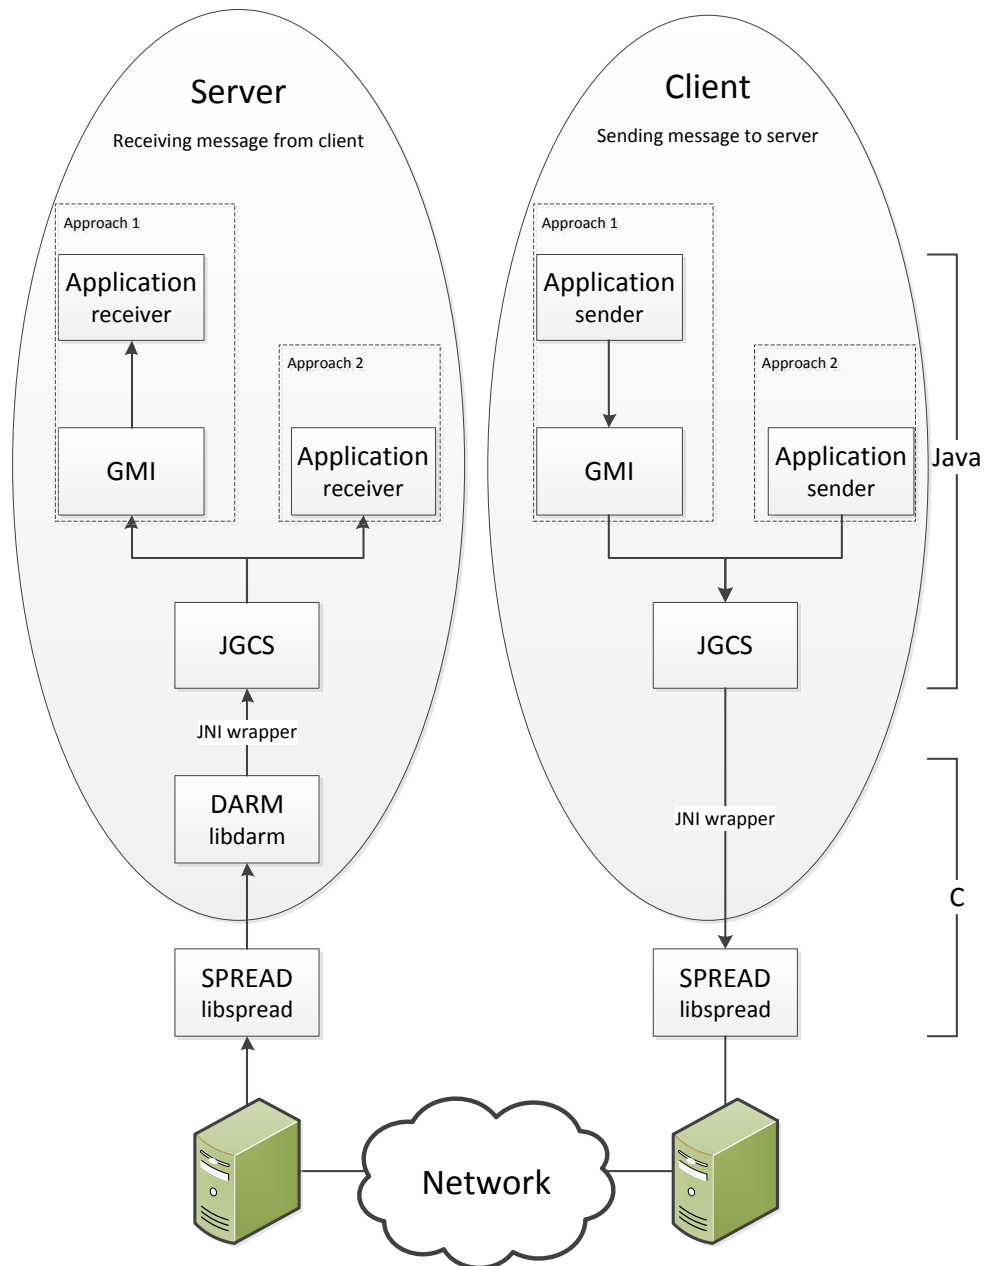 Server
Receiving message from client
Approach 1
Application
receiver
GMI
Approach 2
Application
receiver
JGCS
JNI wrapper
DARM
libdarm
SPREAD
libspread
Client
Sending message to server
Approach 1
Application
sender
GMI
Approach 2
Application
sender
JGCS
JNI wrapper
SPREAD
libspread
Java
C
Network